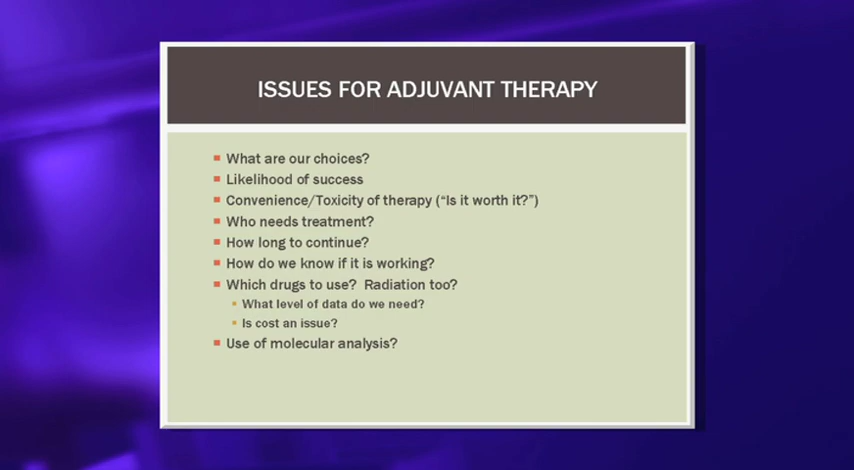 ISSUES FOR ADJUVANT THERAPY
What are our choices?
Likelihood of success
Convenience/Toxicity of therapy (“Is it worth it?”)
Who needs treatment?
How long to continue?
How do we know if it is working?
Which drugs to use?  Radiation too?
What level of data do we need?
Is cost an issue?
Use of molecular analysis?